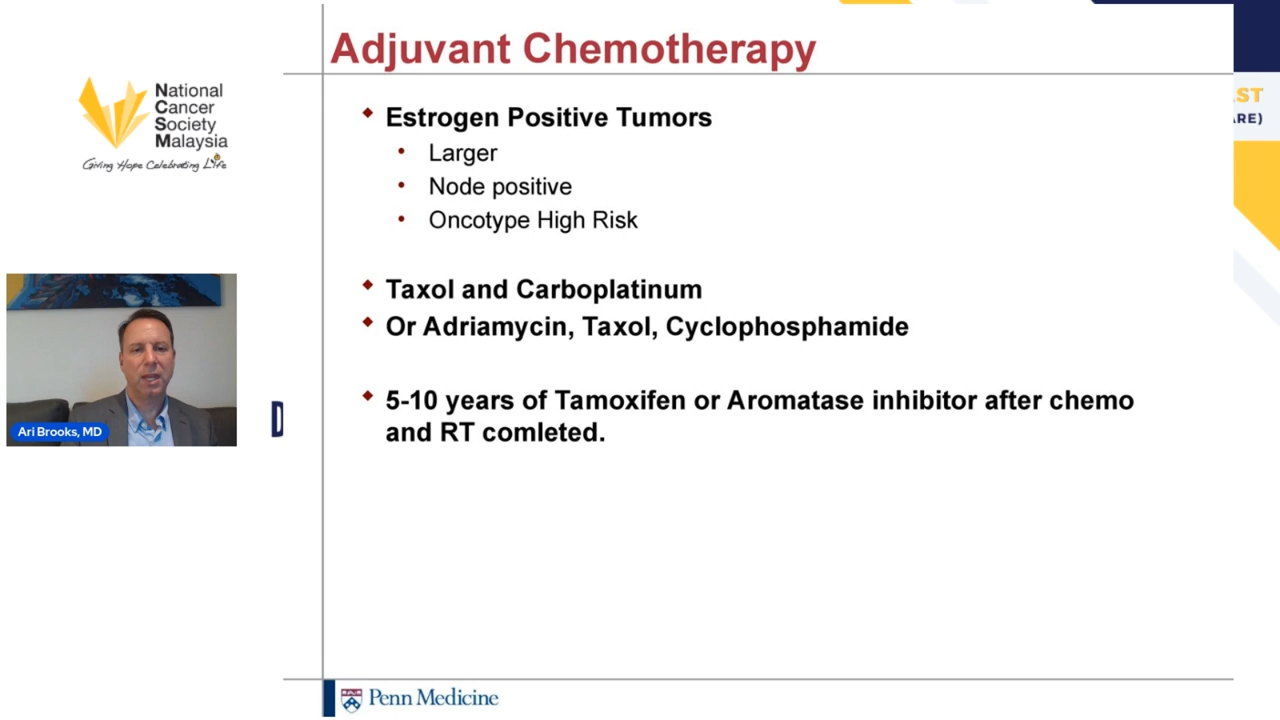 Adjuvant Chemotherapy
National
Cancer
Society
Malaysia
Giving Hope Celebrating Life
Estrogen Positive Tumors
Larger
Node positive
Oncotype High Risk
Taxol and Carboplatinum
Or Adriamycin, Taxol, Cyclophosphamide
5-10 years of Tamoxifen or Aromatase inhibitor after chemo
and RT comleted.
Ari Brooks, MD
D
ST
RE)
Penn Medicine